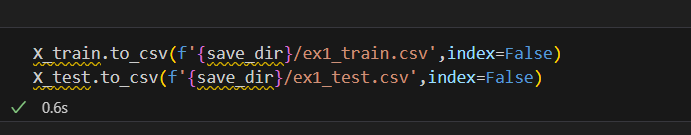 X_train.to_csv(f'{save_dir}/ex1_train.csv',index=False)
X_test.to_csv(f'{save_dir}/ex1_test.csv',index=False)
0.6s